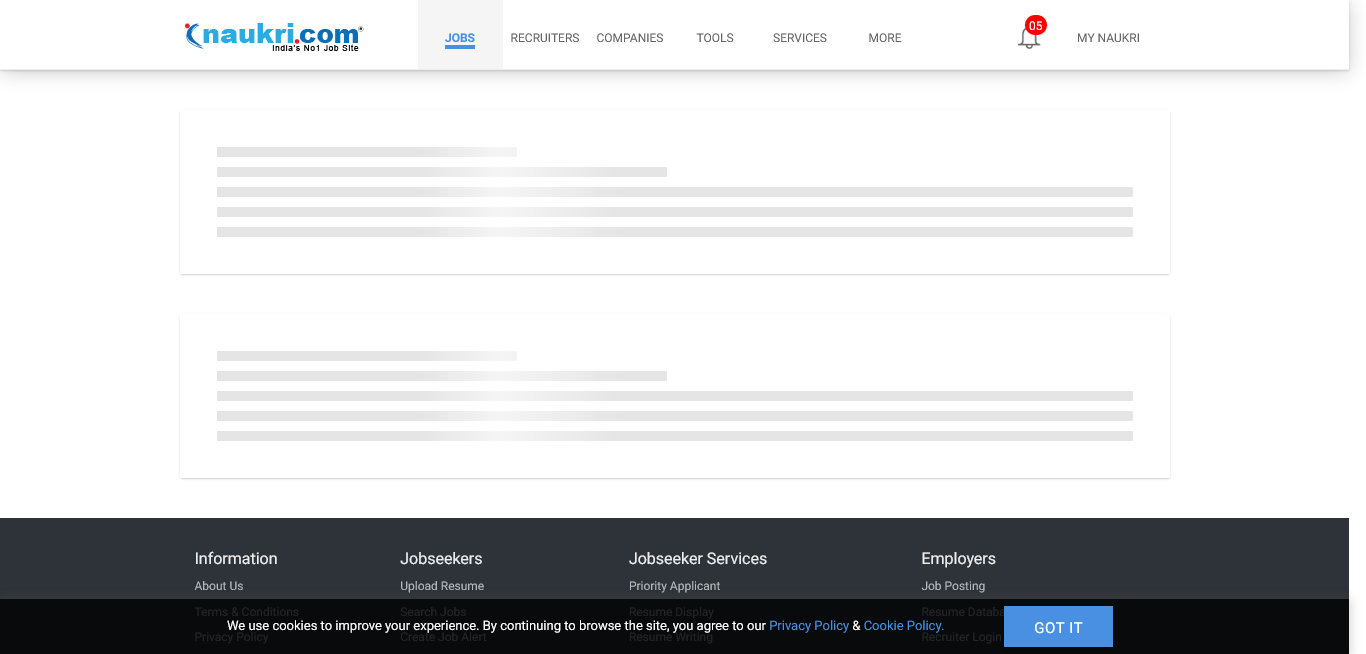 naukri.com
India's No1 Job Site
JOBS RECRUITERS COMPANIES TOOLS SERVICES MORE 05 MY NAUKRI
Information Jobseekers Jobseeker Services Employers
About Us Upload Resume Priority Applicant Job Posting
Terms & Conditions Search Jobs Resume Display Resume Datab
We use cookies to improve your experience. By continuing to browse the site, you agree to our Privacy Policy & Cookie Policy. GOT IT
Privacy Policy Create Job Alert Resume Writing Recruiter Login